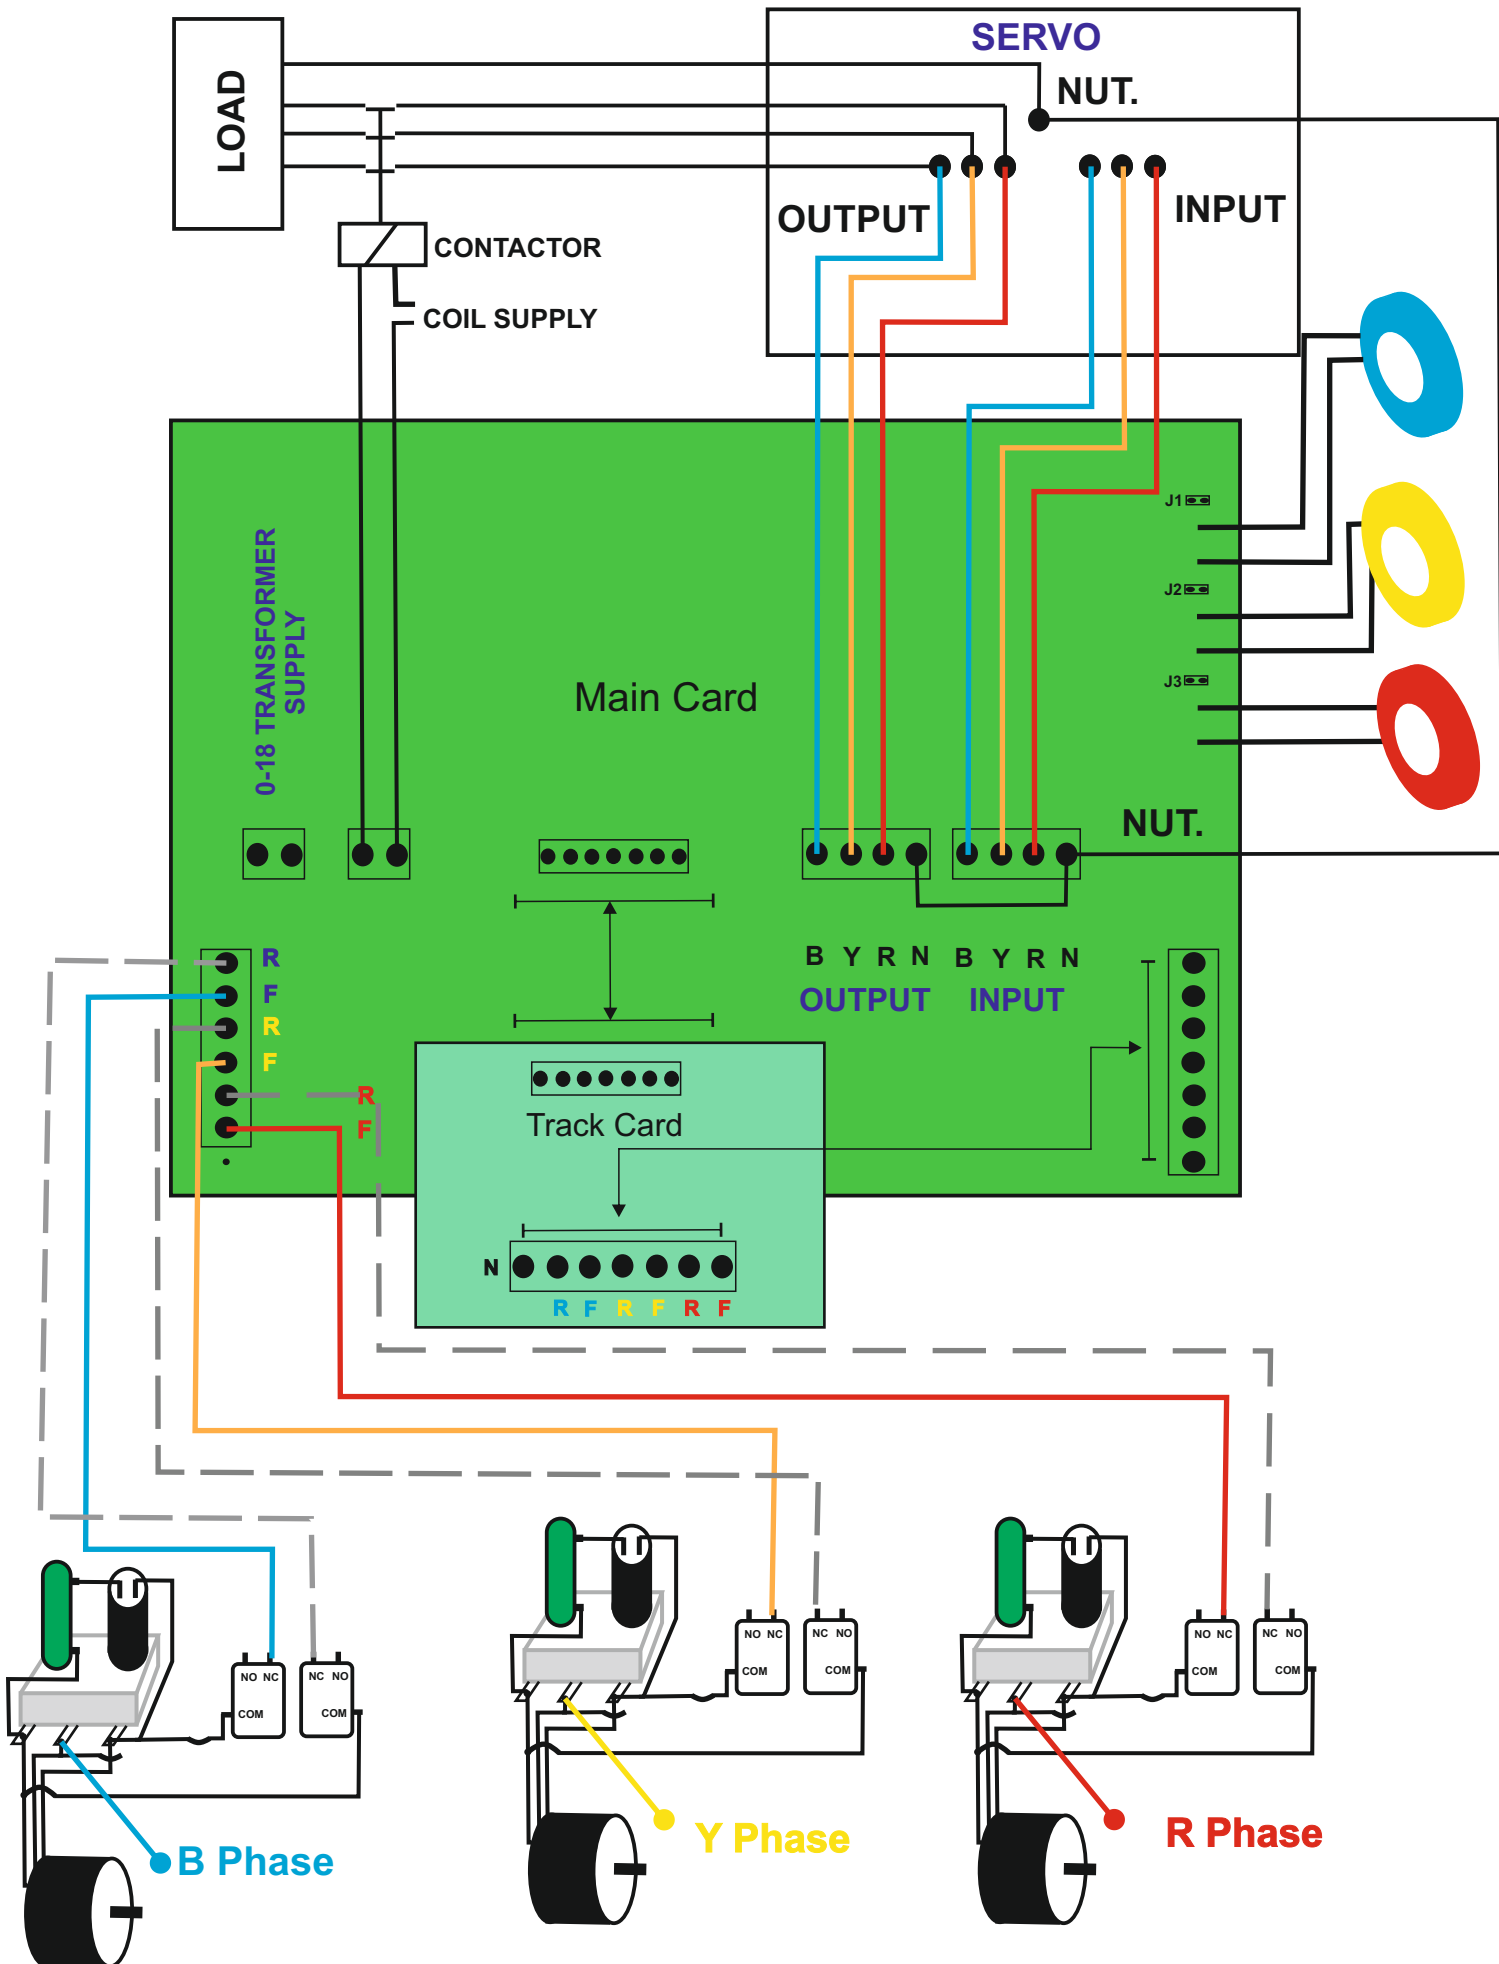 SERVO
LOAD
NUT.
OUTPUT
INPUT
CONTACTOR
COIL SUPPLY
J1
0-18 TRANSFORMER
SUPPLY
J2
J3
Main Card
NUT.
R
F
R
F
R
F
B Y R N B Y R N
OUTPUT INPUT
Track Card
N
R F R F R F
NO NC
COM
NC NO
COM
NO NC
COM
NC NO
COM
NO NC
COM
NC NO
COM
B Phase
Y Phase
R Phase